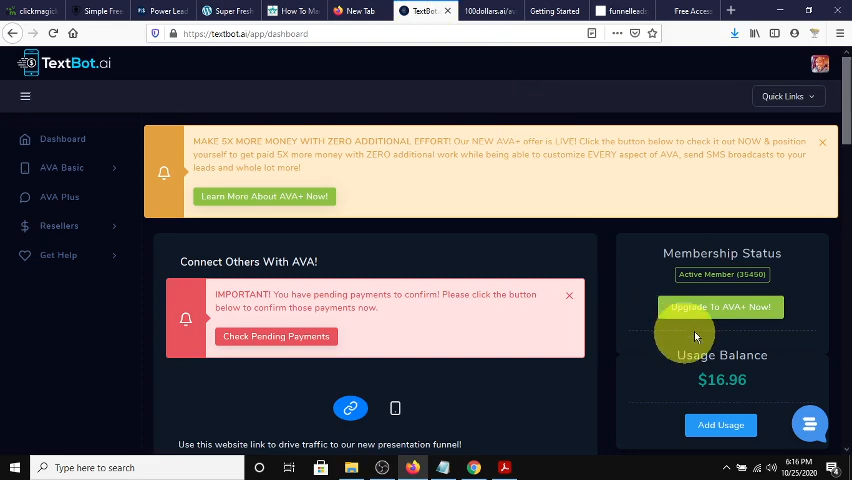 clickmagick
Simple Free
Power Lead
Super Fresh
How To Ma
New Tab
TextBot.
100dollars.ai/av
Getting Started
funnelleads
Free Access
https://textbot.ai/app/dashboard
TextBot.ai
Quick Links
Dashboard
AVA Basic
AVA Plus
Resellers
Get Help
MAKE 5X MORE MONEY WITH ZERO ADDITIONAL EFFORT! Our NEW AVA+ offer is LIVE! Click the button below to check it out NOW & position
yourself to get paid 5X more money with ZERO additional work while being able to customize EVERY aspect of AVA, send SMS broadcasts to your
leads and whole lot more!
Learn More About AVA+ Now!
Connect Others With AVA!
IMPORTANT! You have pending payments to confirm! Please click the button
below to confirm those payments now.
Check Pending Payments
Use this website link to drive traffic to our new presentation funnel!
Membership Status
Active Member (35450)
Upgrade To AVA+ Now!
Usage Balance
$16.96
Add Usage
Type here to search
6:16 PM
10/25/2020
4